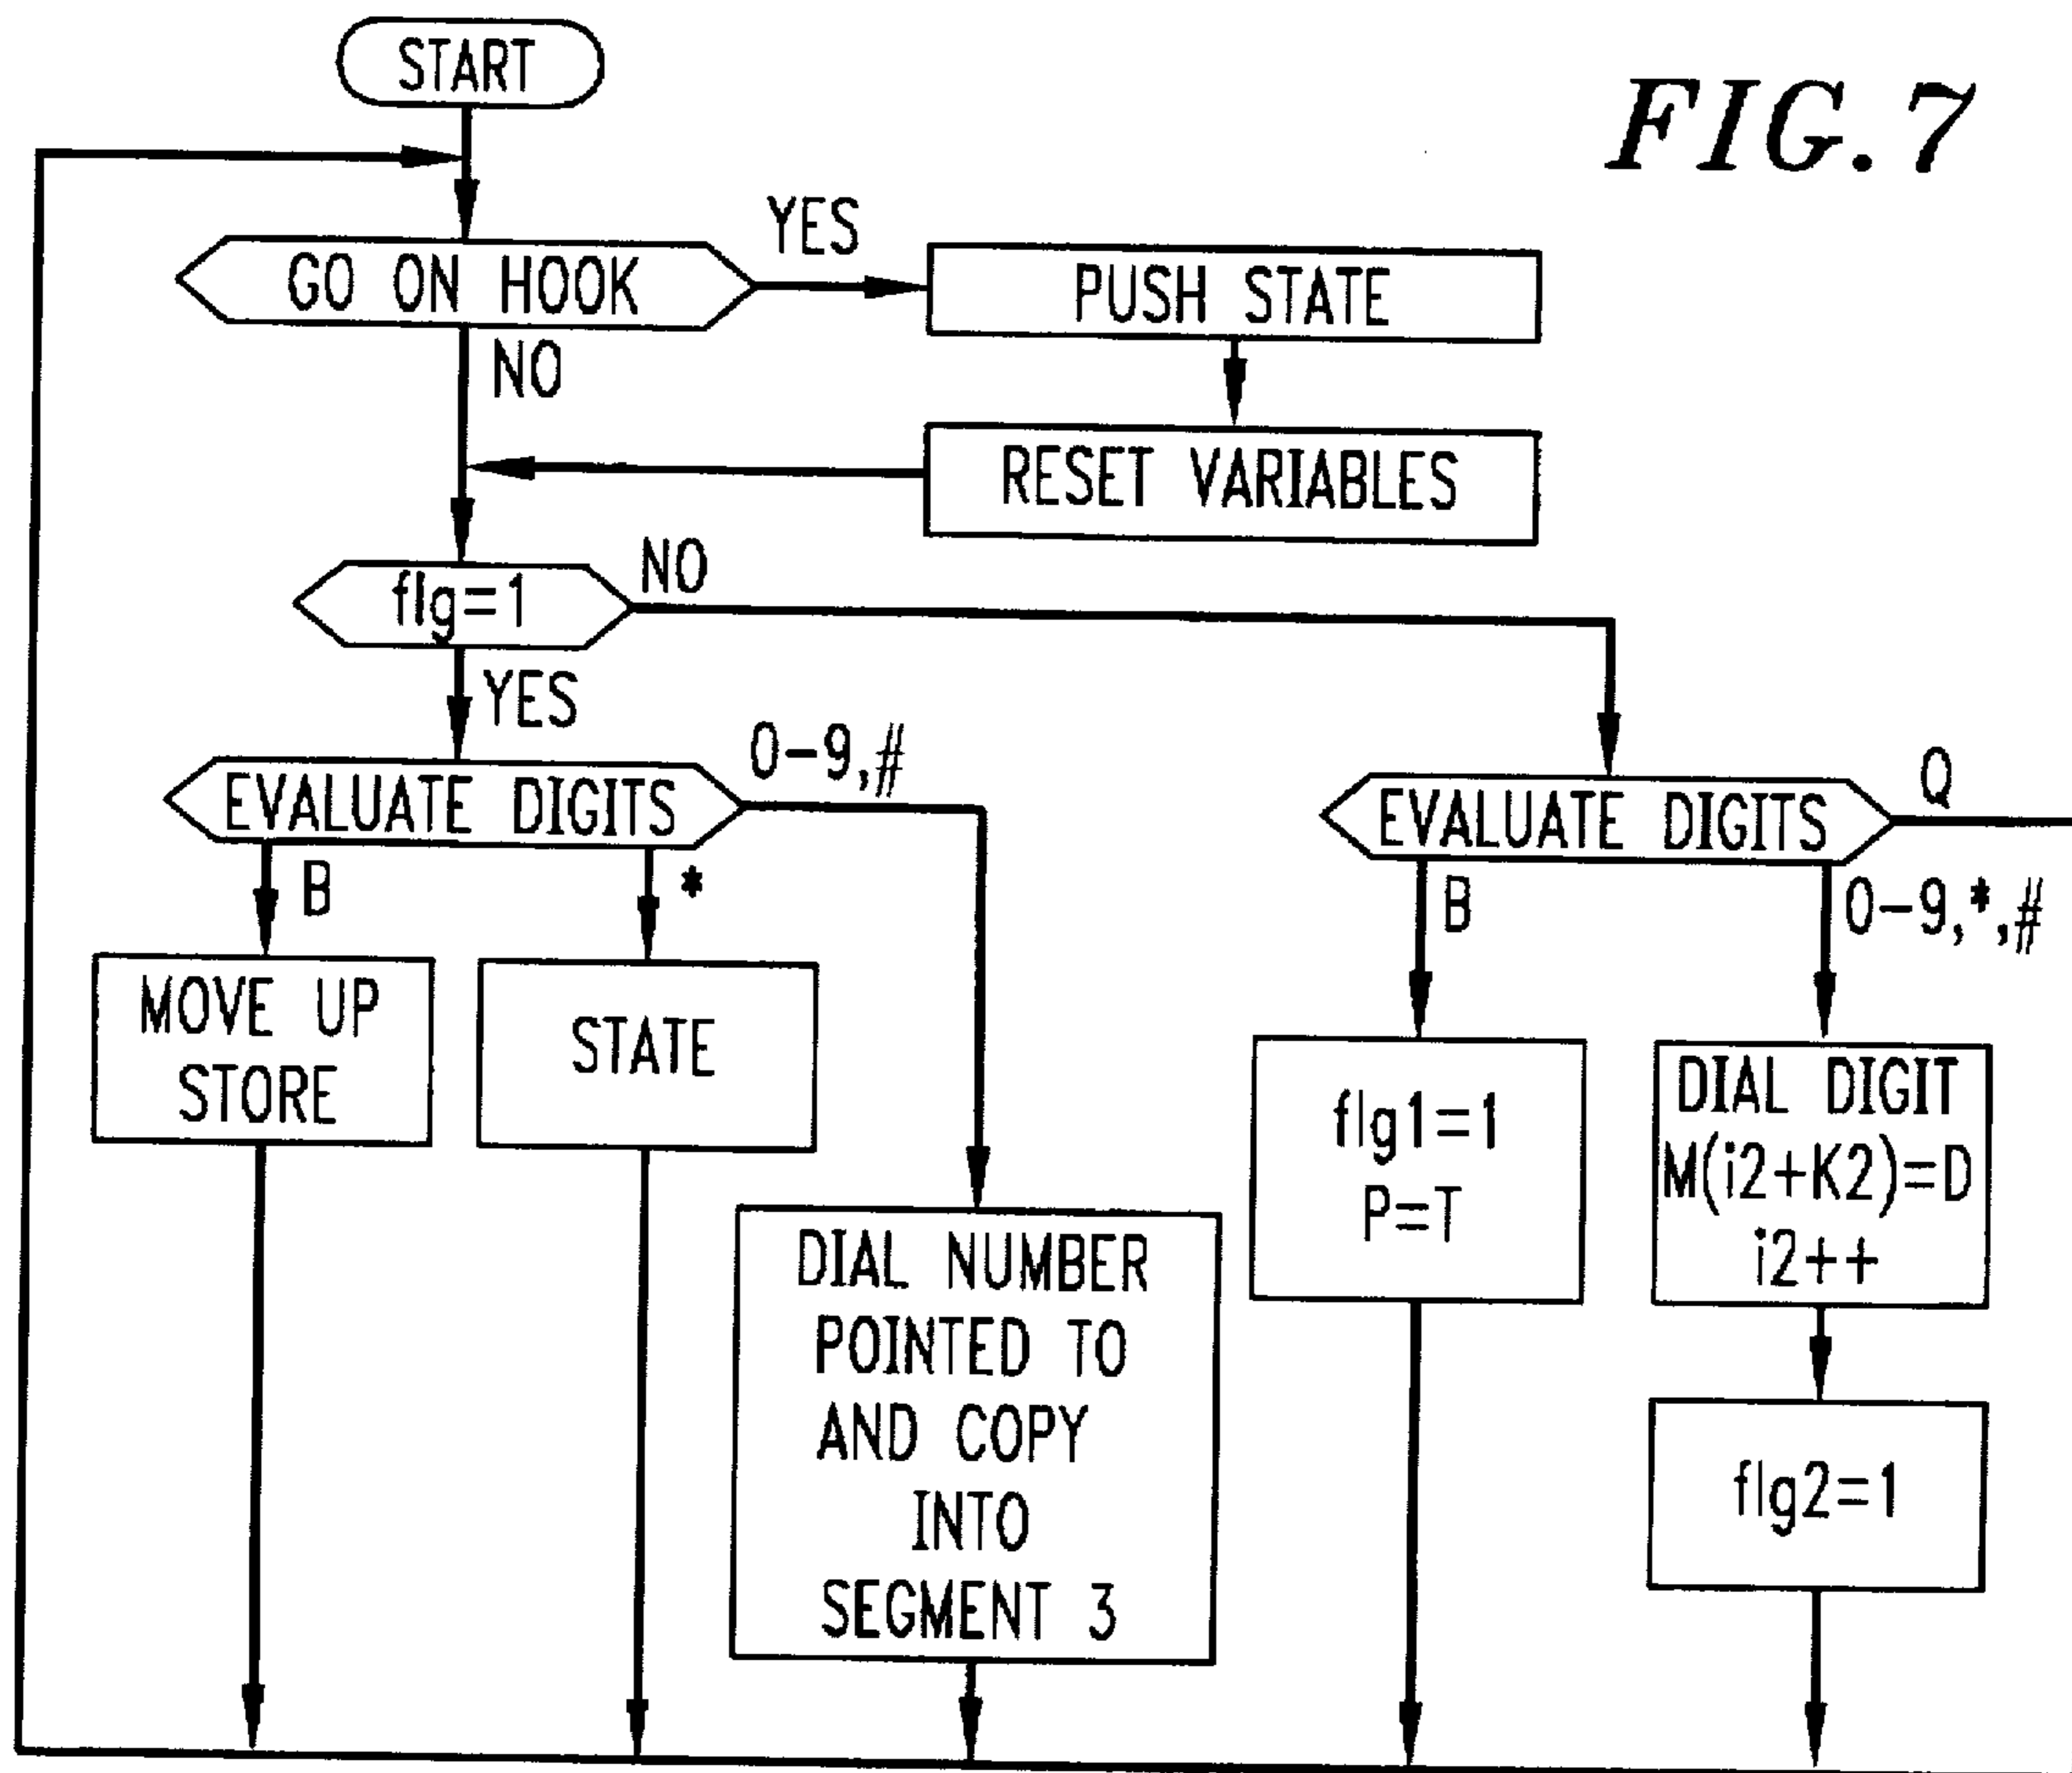 START
FIG. 7
GO ON HOOK
YES
PUSH STATE
NO
RESET VARIABLES
flg=1
NO
YES
EVALUATE DIGITS
0-9,#
EVALUATE DIGITS
Q
B
*
B
0-9,*,#
MOVE UP
STORE
STATE
flg1=1
P=T
DIAL DIGIT
M(i2+K2)=D
i2++
DIAL NUMBER
POINTED TO
AND COPY
INTO
SEGMENT 3
flg2=1